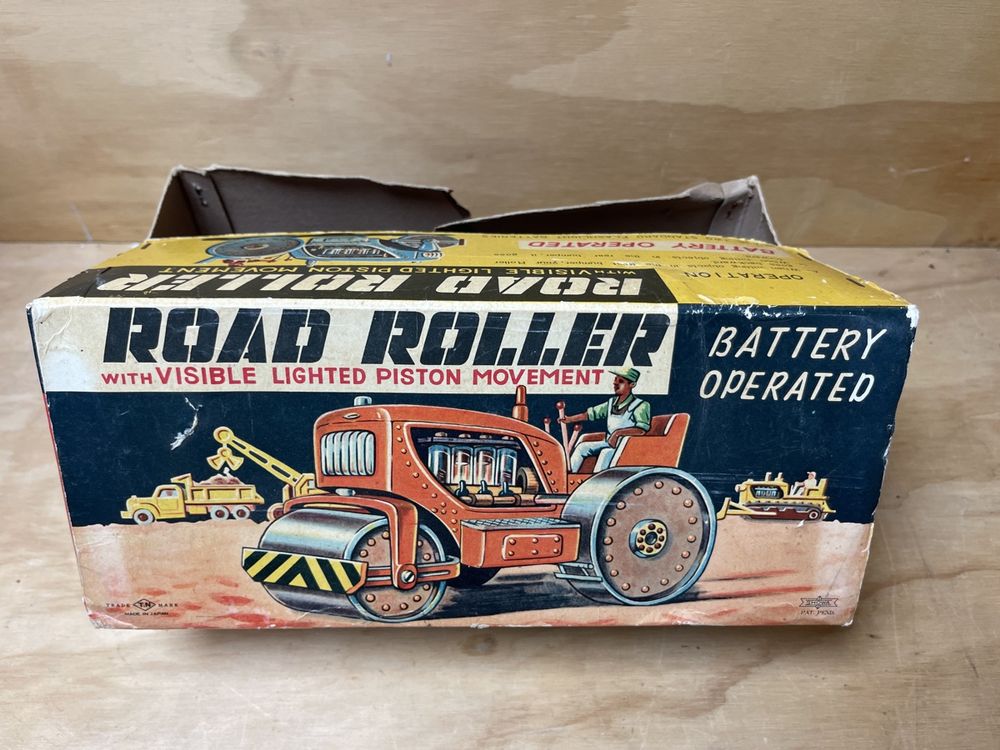 BATTERY OPERATED
OPERATION
ROAD ROLLER
WITH VISIBLE LIGHTED PISTON MOVEMENT
ROAD ROLLER
WITH VISIBLE LIGHTED PISTON MOVEMENT
BATTERY
OPERATED
TRADE T.N MARK
MADE IN JAPAN
PAT. PEND.